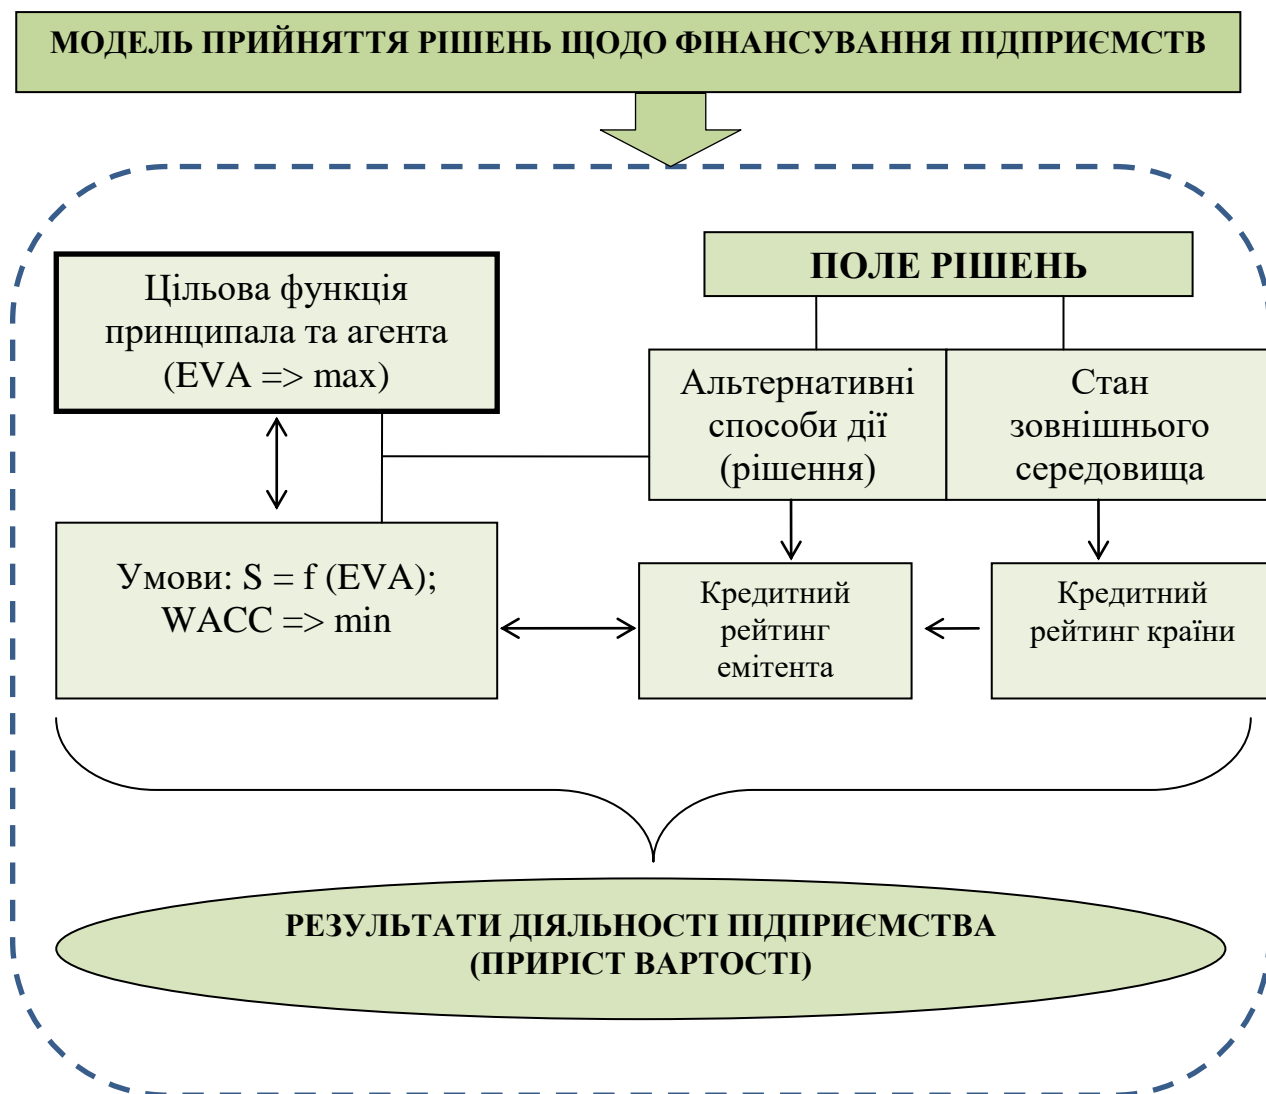 МОДЕЛЬ ПРИЙНЯТТЯ РІШЕНЬ ЩОДО ФІНАНСУВАННЯ ПІДПРИЄМСТВ
Цільова функція
принципала та агента
(EVA => max)
ПОЛЕ РІШЕНЬ
Альтернативні
способи дії
(рішення)
Стан
зовнішнього
середовища
Умови: S = f (EVA);
WACC => min
Кредитний
рейтинг
емітента
Кредитний
рейтинг країни
РЕЗУЛЬТАТИ ДІЯЛЬНОСТІ ПІДПРИЄМСТВА
(ПРИРІСТ ВАРТОСТІ)